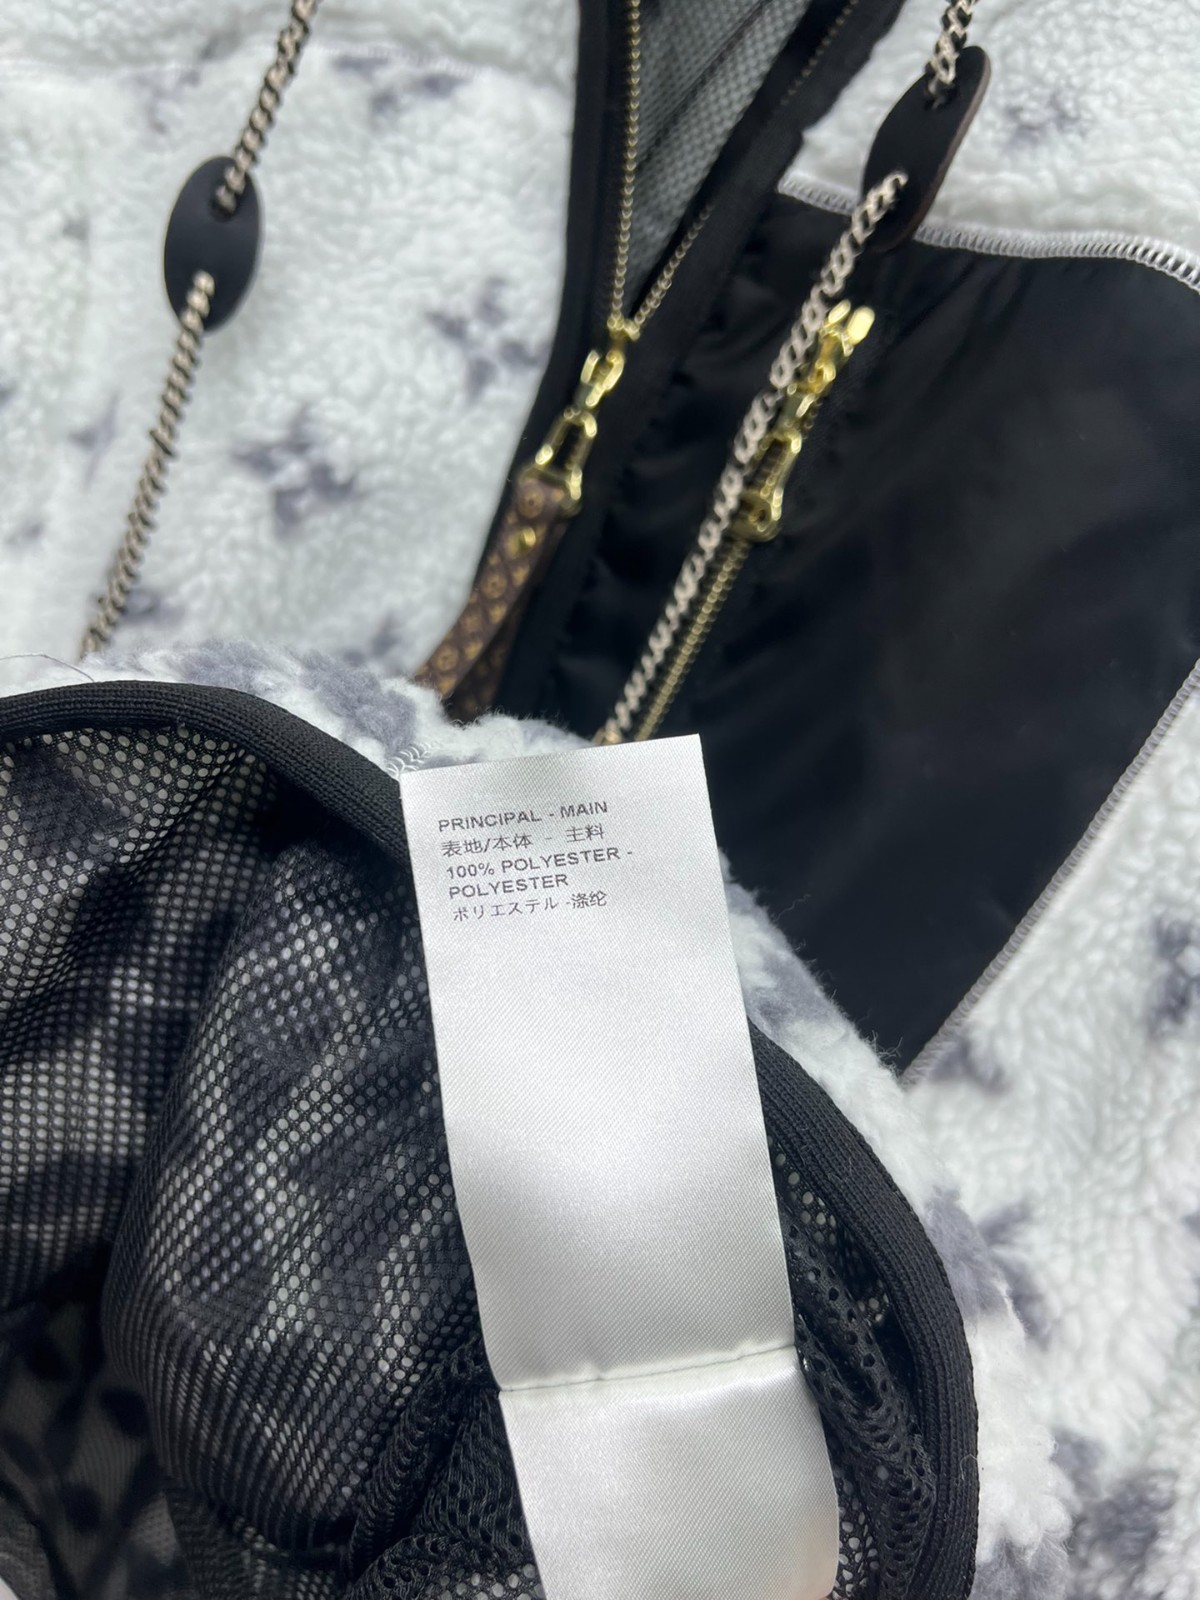 PRINCIPAL - MAIN
表地/本体 - 主料
100% POLYESTER -
POLYESTER
ポリエステル -涤纶